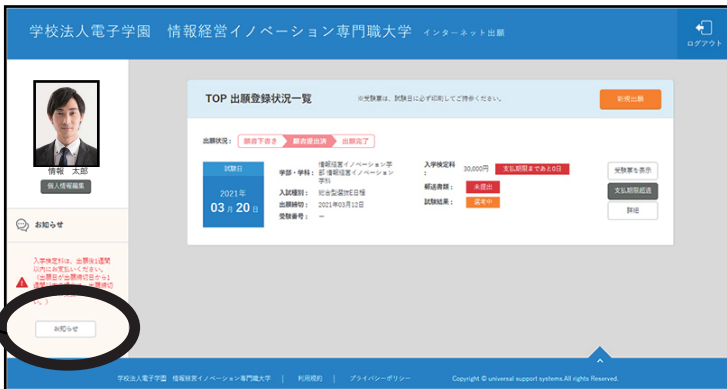 学校法人電子学園　情報経営イノベーション専門職大学　インターネット出願
ログアウト
情報 太郎
個人情報編集
お知らせ
入学検定料は、出願後1週間
以内にお支払いください。
（出願日が出願締切日から1
お知らせ
TOP 出願登録状況一覧
※受験票は、試験日に必ず印刷してご持参ください。
新規出願
出願状況： 願書下書き 願書提出済 出願完了
試験日
2021年
03 月 20 日
学部・学科： 情報経営イノベーション学
部 情報経営イノベーション
学科
入試種別： 総合型選抜E日程
出願締切： 2021年03月12日
受験番号： ー
入学検定料
： 30,000円 支払期限まであと0日
郵送書類： 未提出
試験結果： 選考中
受験票を表示
支払期限超過
詳細
学校法人電子学園　情報経営イノベーション専門職大学 | 利用規約 | プライバシーポリシー Copyright © universal support systems.All rights Reserved.